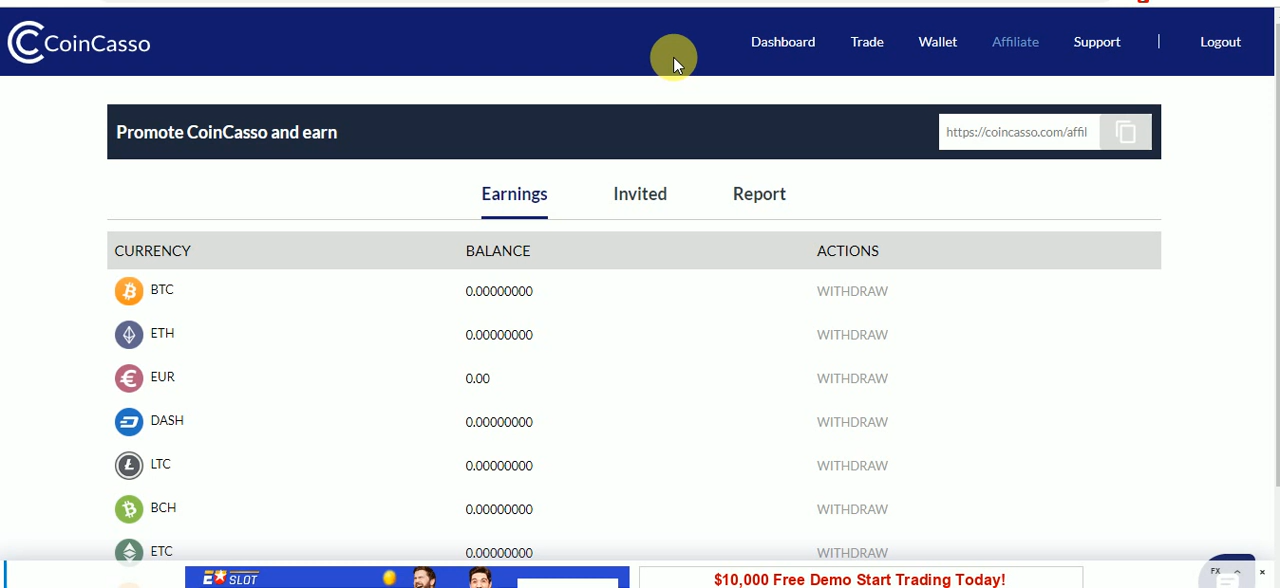 CoinCasso
Dashboard Trade Wallet Affiliate Support | Logout
Promote CoinCasso and earn
https://coincasso.com/affil
Earnings Invited Report
CURRENCY BALANCE ACTIONS
BTC 0.00000000 WITHDRAW
ETH 0.00000000 WITHDRAW
EUR 0.00 WITHDRAW
DASH 0.00000000 WITHDRAW
LTC 0.00000000 WITHDRAW
BCH 0.00000000 WITHDRAW
ETC 0.00000000 WITHDRAW
SLOT
$10,000 Free Demo Start Trading Today!
FX